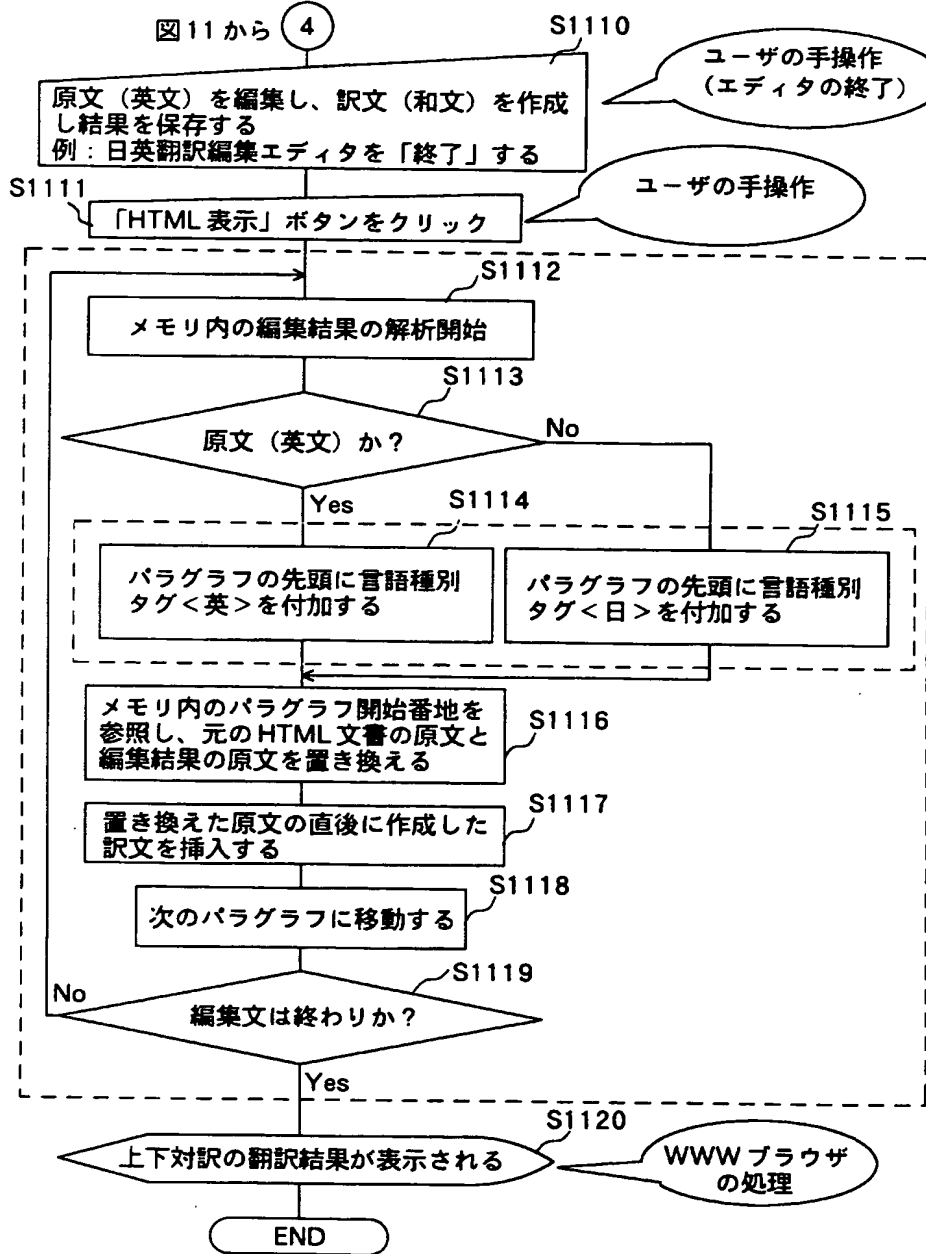 図11から
4
S1110
ユーザの手操作
(エディタの終了)
原文(英文)を編集し、訳文(和文)を作成
し結果を保存する
例:日英翻訳編集エディタを「終了」する
S1111
「HTML表示」ボタンをクリック
ユーザの手操作
S1112
メモリ内の編集結果の解析開始
S1113
原文(英文)か?
No
Yes
S1114
S1115
パラグラフの先頭に言語種別
タグ<英>を付加する
パラグラフの先頭に言語種別
タグ<日>を付加する
メモリ内のパラグラフ開始番地を
参照し、元のHTML文書の原文と
編集結果の原文を置き換える
S1116
S1117
置き換えた原文の直後に作成した
訳文を挿入する
S1118
次のパラグラフに移動する
S1119
No
編集文は終わりか?
Yes
S1120
上下対訳の翻訳結果が表示される
WWWブラウザ
の処理
END